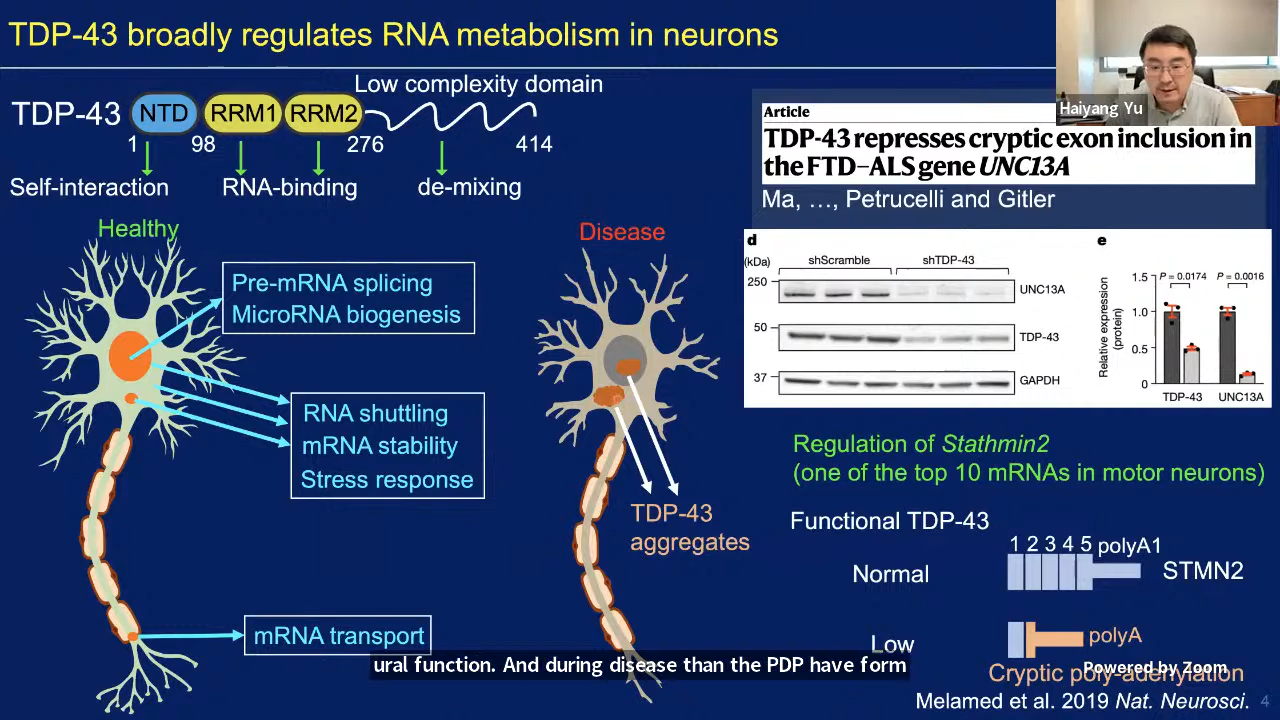 TDP-43 broadly regulates RNA metabolism in neurons
Haiyang Yu
Low complexity domain
TDP-43
NTD
RRM1
RRM2
1
98
276
414
Self-interaction
RNA-binding
de-mixing
Healthy
Pre-mRNA splicing
MicroRNA biogenesis
RNA shuttling
mRNA stability
Stress response
mRNA transport
Disease
TDP-43
aggregates
Article
TDP-43 represses cryptic exon inclusion in
the FTD–ALS gene UNC13A
Ma, …, Petrucelli and Gitler
d
(kDa)
shScramble
shTDP-43
250
UNC13A
50
TDP-43
37
GAPDH
e
Relative expression
(protein)
1.5
1.0
0.5
0
P = 0.0174
P = 0.0016
TDP-43
UNC13A
Regulation of Stathmin2
(one of the top 10 mRNAs in motor neurons)
Functional TDP-43
1 2 3 4 5 polyA1
Normal
STMN2
Low
polyA
Cryptic poly-adenylation
Powered by Zoom
Melamed et al. 2019 Nat. Neurosci.
4
ural function. And during disease than the PDP have form